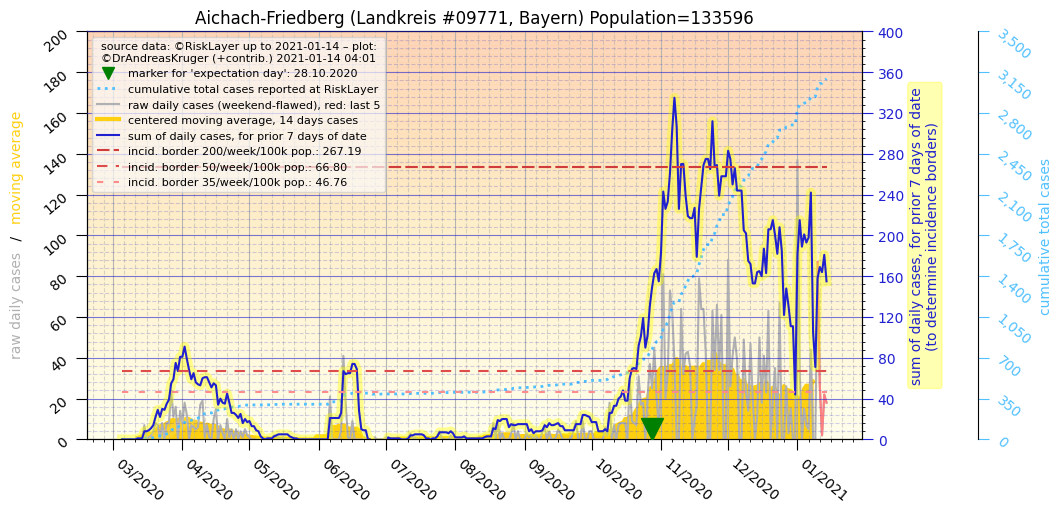 Aichach-Friedberg (Landkreis #09771, Bayern) Population=133596
source data: ©RiskLayer up to 2021-01-14 – plot:
©DrAndreasKruger (+contrib.) 2021-01-14 04:01
marker for 'expectation day': 28.10.2020
cumulative total cases reported at RiskLayer
raw daily cases (weekend-flawed), red: last 5
centered moving average, 14 days cases
sum of daily cases, for prior 7 days of date
incid. border 200/week/100k pop.: 267.19
incid. border 50/week/100k pop.: 66.80
incid. border 35/week/100k pop.: 46.76
raw daily cases / moving average
200
180
160
140
120
100
80
60
40
20
0
03/2020
04/2020
05/2020
06/2020
07/2020
08/2020
09/2020
10/2020
11/2020
12/2020
01/2021
400
360
320
280
240
200
160
120
80
40
0
sum of daily cases, for prior 7 days of date
(to determine incidence borders)
3,500
3,150
2,800
2,450
2,100
1,750
1,400
1,050
700
350
0
cumulative total cases